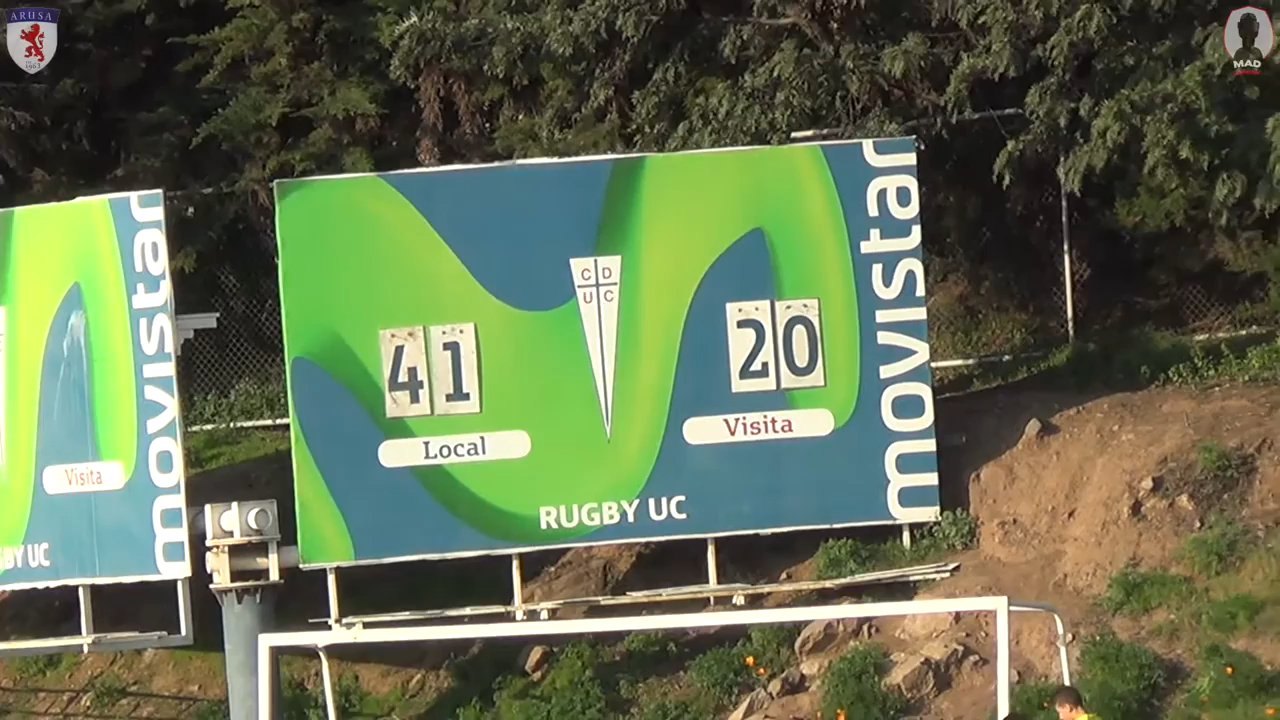 ARUSA
1963
MAD
movistar
Visita
BY UC
C D
U C
41
20
Local
Visita
RUGBY UC
movistar